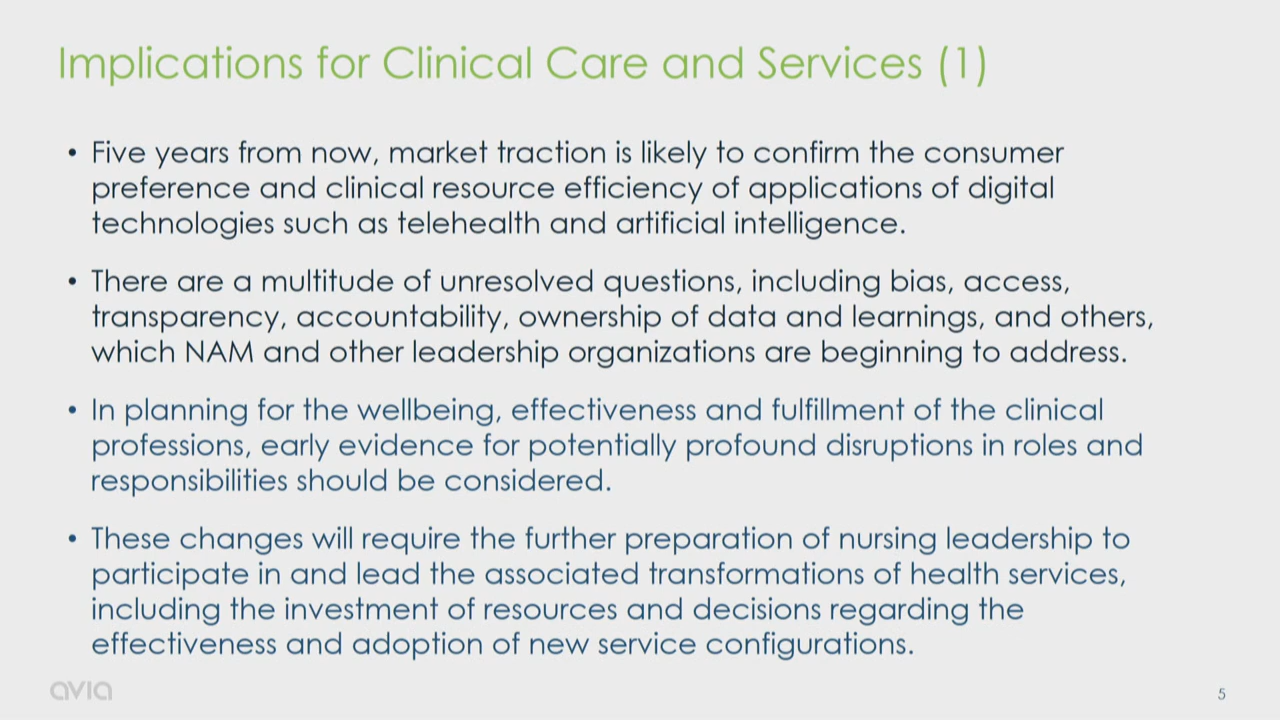 Implications for Clinical Care and Services (1)
• Five years from now, market traction is likely to confirm the consumer
preference and clinical resource efficiency of applications of digital
technologies such as telehealth and artificial intelligence.
• There are a multitude of unresolved questions, including bias, access,
transparency, accountability, ownership of data and learnings, and others,
which NAM and other leadership organizations are beginning to address.
• In planning for the wellbeing, effectiveness and fulfillment of the clinical
professions, early evidence for potentially profound disruptions in roles and
responsibilities should be considered.
• These changes will require the further preparation of nursing leadership to
participate in and lead the associated transformations of health services,
including the investment of resources and decisions regarding the
effectiveness and adoption of new service configurations.
avia
5